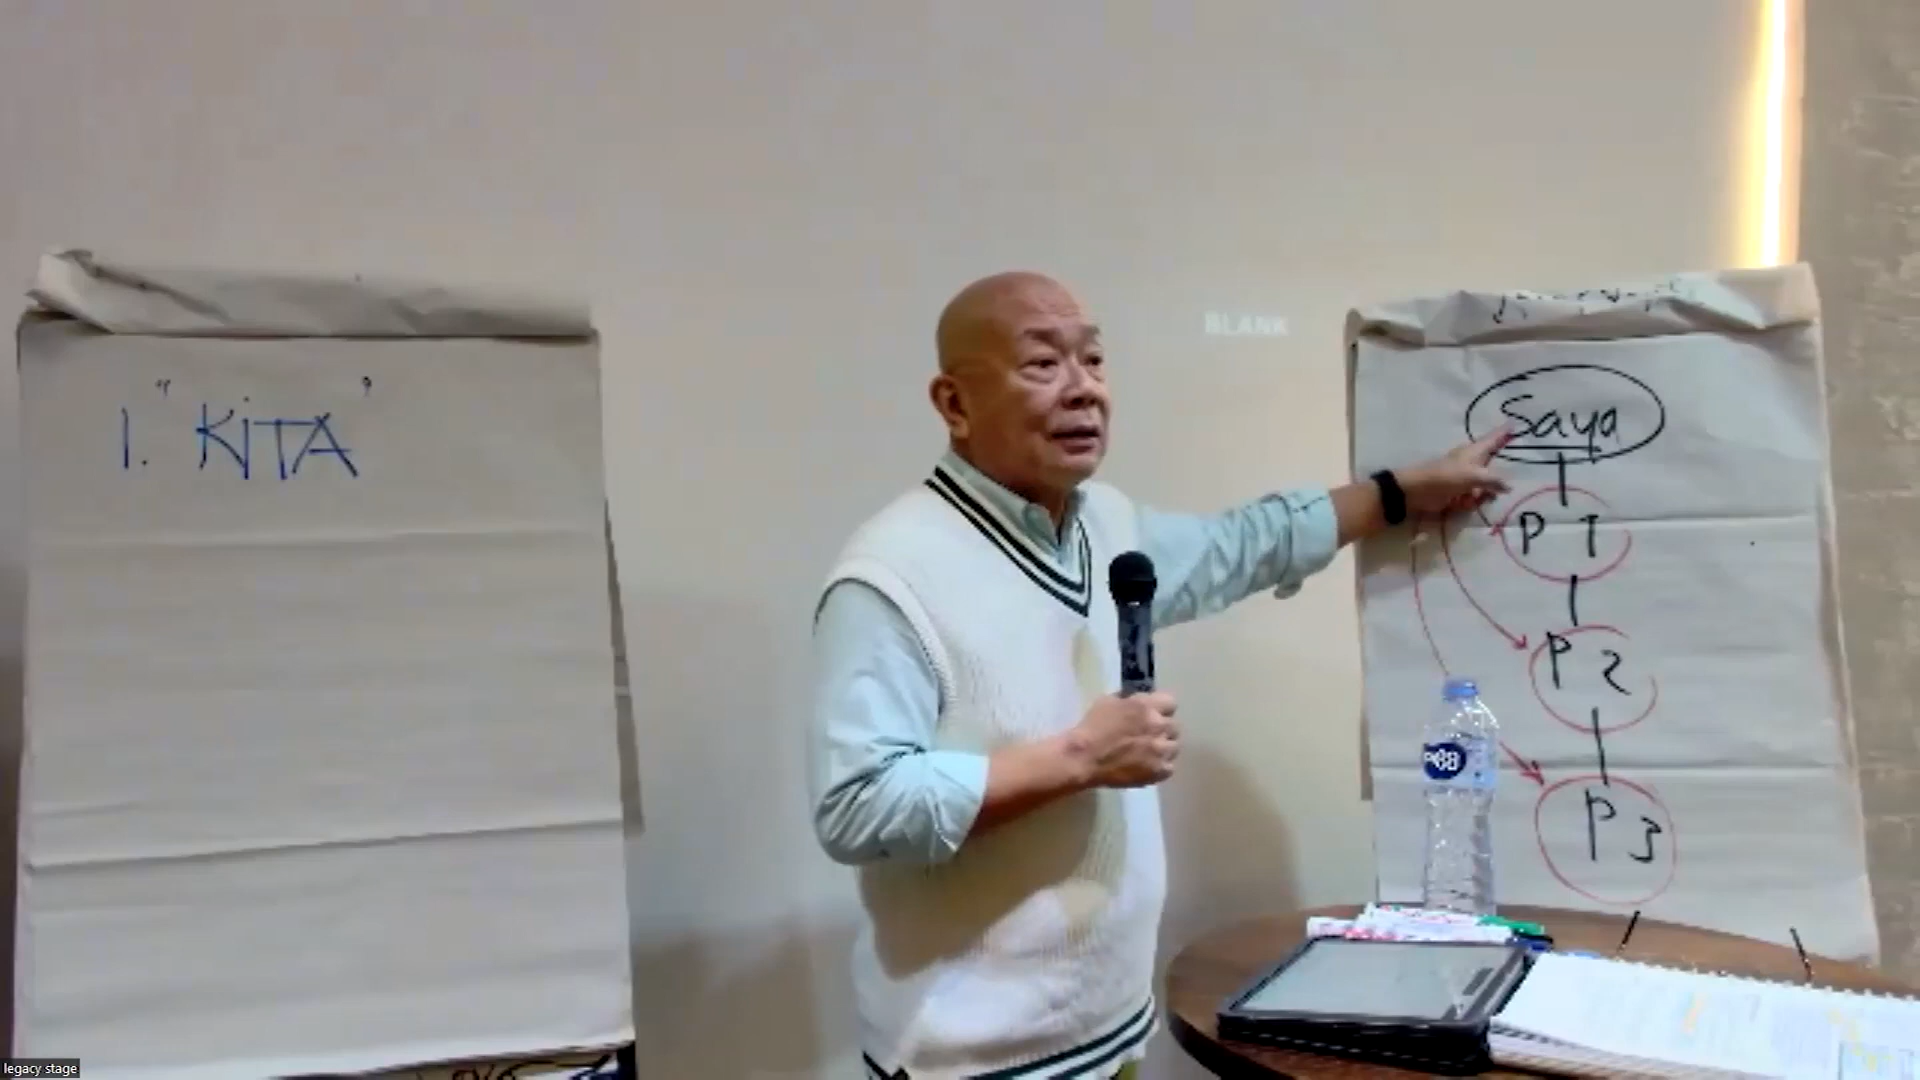 1. "KiTA"
BLANK
Saya
P 1
P 2
P 3
legacy stage